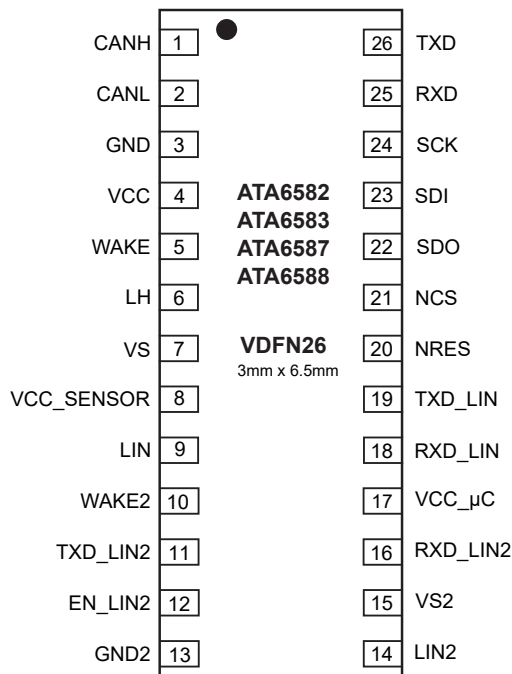 CANH 1 26 TXD
CANL 2 25 RXD
GND 3 24 SCK
VCC 4 ATA6582 23 SDI
ATA6583
WAKE 5 ATA6587 22 SDO
ATA6588
LH 6 21 NCS
VS 7 VDFN26 20 NRES
3mm x 6.5mm
VCC_SENSOR 8 19 TXD_LIN
LIN 9 18 RXD_LIN
WAKE2 10 17 VCC_µC
TXD_LIN2 11 16 RXD_LIN2
EN_LIN2 12 15 VS2
GND2 13 14 LIN2